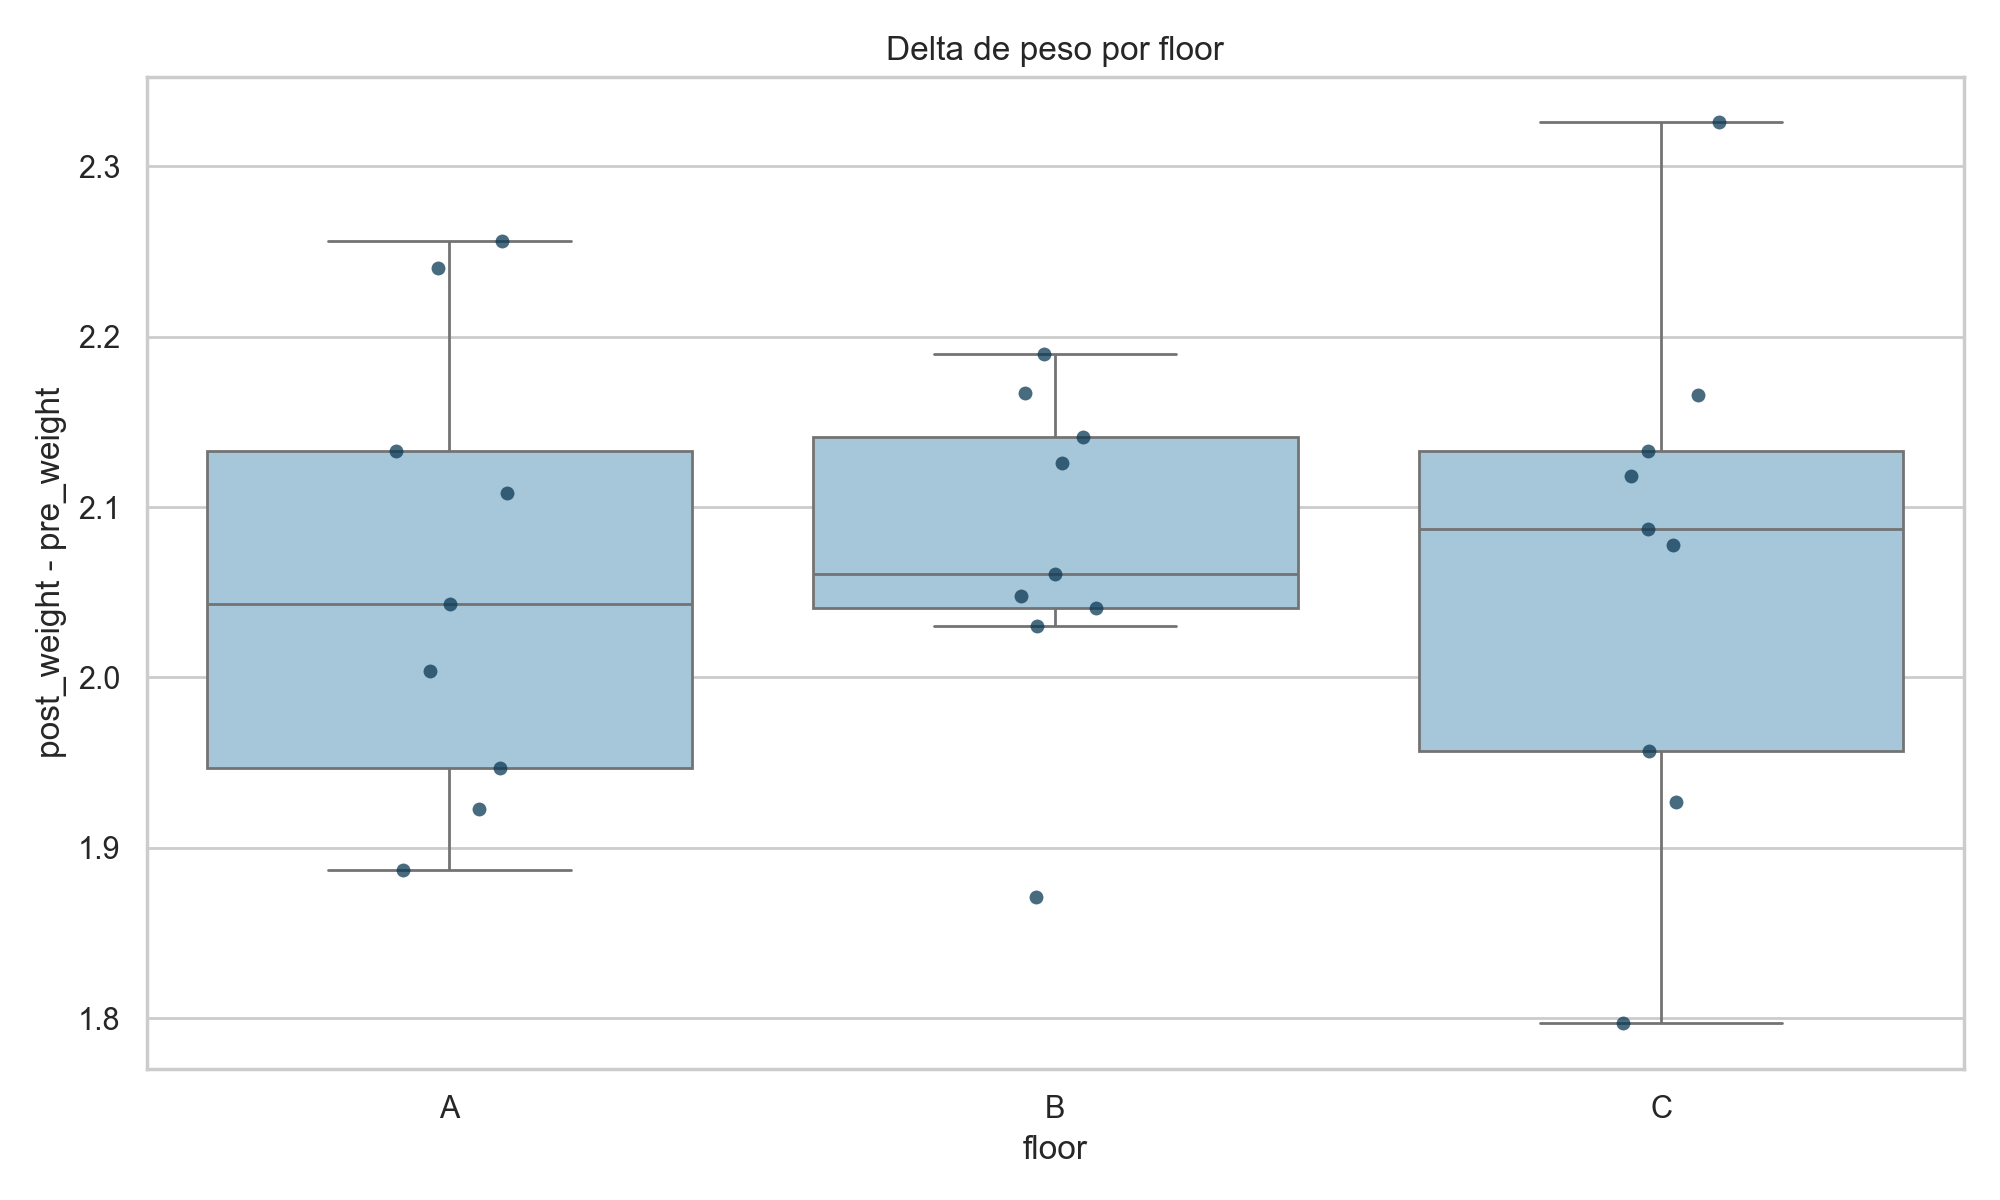 Delta de peso por floor
post_weight - pre_weight
2.3
2.2
2.1
2.0
1.9
1.8
A
B
C
floor